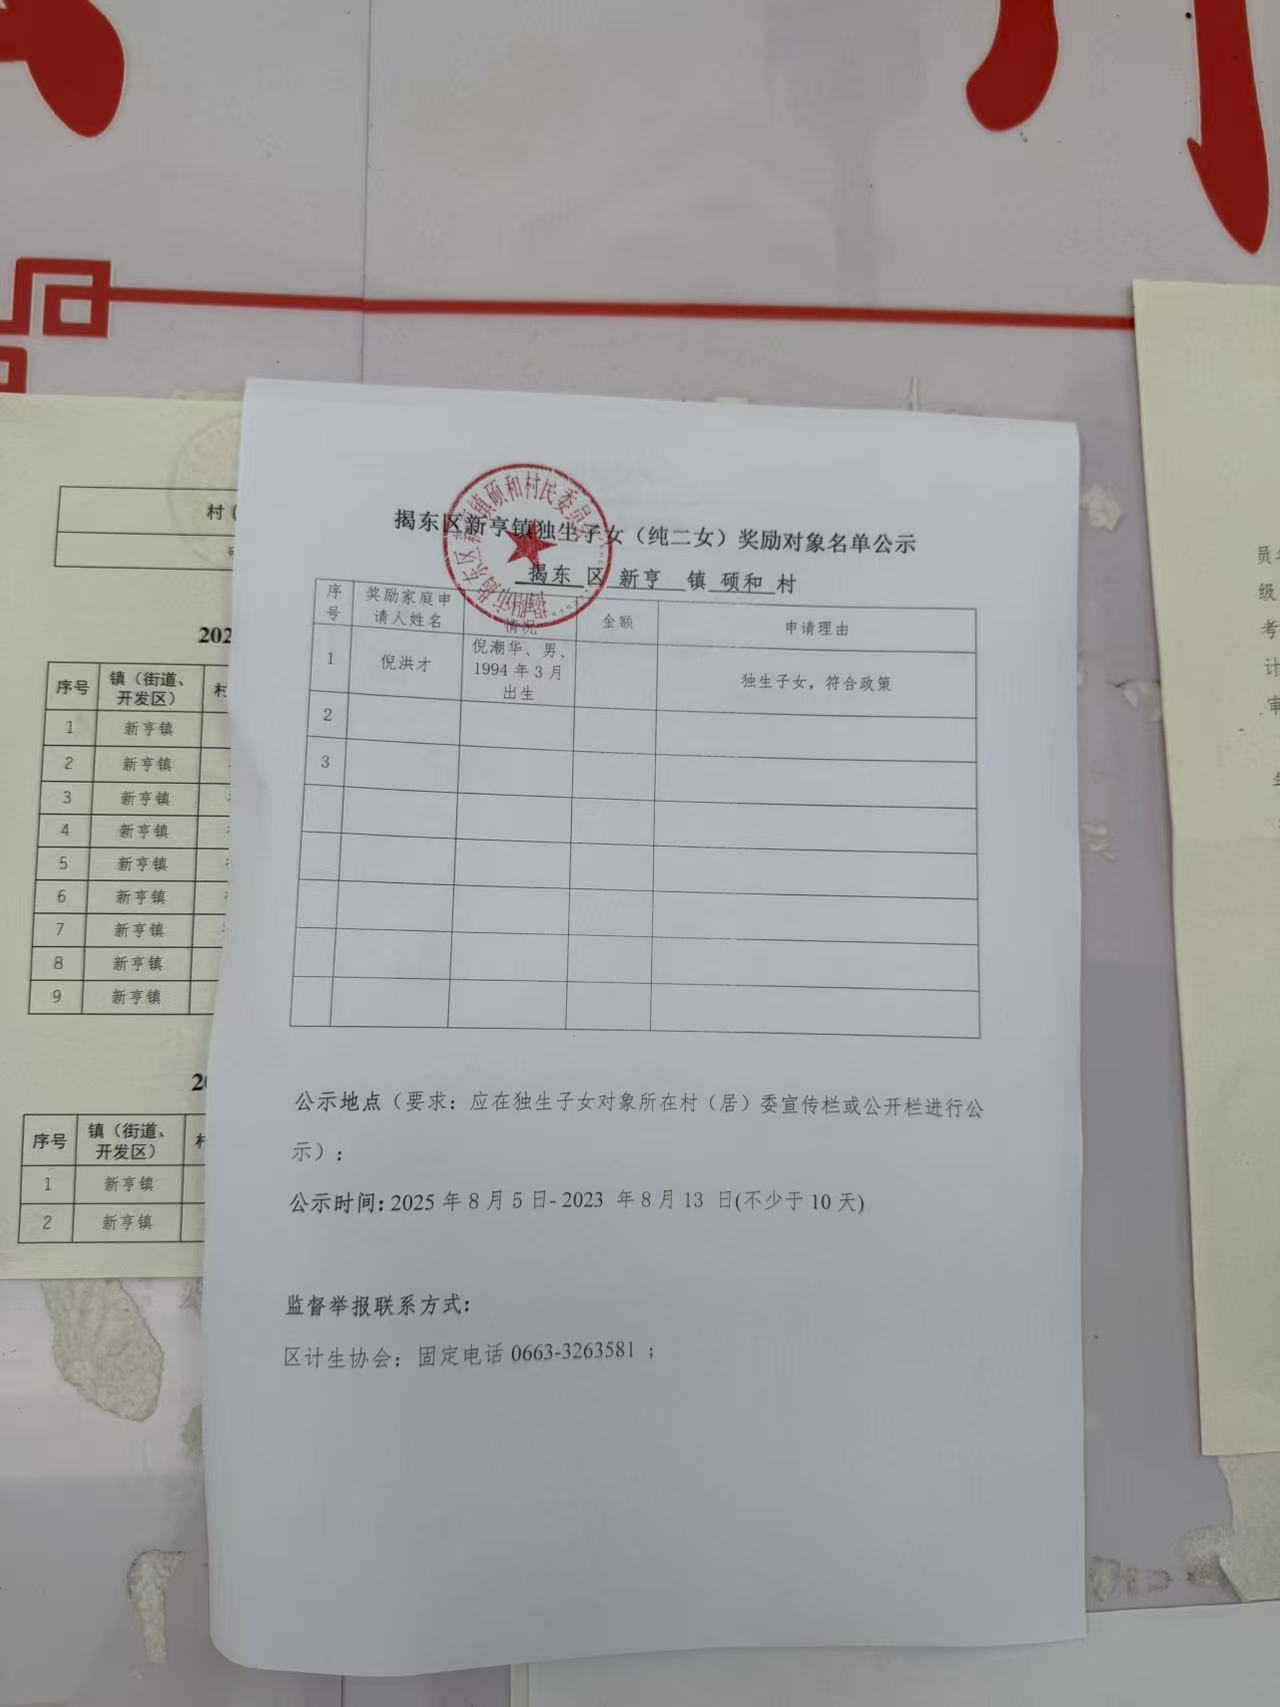 揭东区新亨镇独生子女（纯二女）奖励对象名单公示
揭东 区 新亨 镇 硕和 村
序号 奖励家庭申请人姓名 情况 金额 申请理由
1 倪洪才 倪潮华、男、1994年3月出生 独生子女，符合政策
2
3
公示地点（要求：应在独生子女对象所在村（居）委宣传栏或公开栏进行公
示）：
公示时间：2025 年 8 月 5 日- 2023 年 8 月 13 日(不少于 10 天)
监督举报联系方式：
区计生协会：固定电话 0663-3263581 ；
村（
202
序号 镇（街道、开发区） 村
1 新亨镇
2 新亨镇
3 新亨镇
4 新亨镇
5 新亨镇
6 新亨镇
7 新亨镇
8 新亨镇
9 新亨镇
20
序号 镇（街道、开发区） 村
1 新亨镇
2 新亨镇
员
级
考
计
审